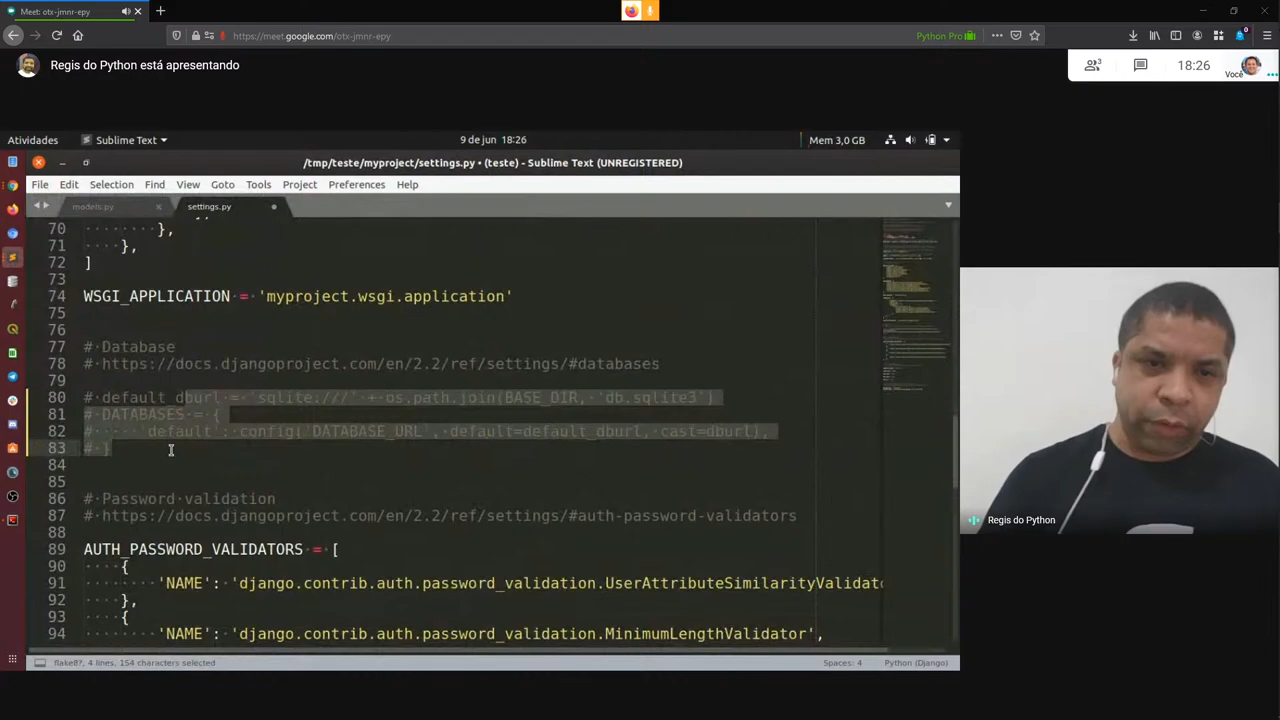 Meet: otx-jmnr-epy
https://meet.google.com/otx-jmnr-epy
Python Pro
0
Regis do Python está apresentando
3
18:26
Você
Atividades
Sublime Text
9 de jun 18:26
Mem 3,0 GB
/tmp/teste/myproject/settings.py • (teste) - Sublime Text (UNREGISTERED)
File Edit Selection Find View Goto Tools Project Preferences Help
models.py
settings.py
70 },
71 },
72 ]
73
74 WSGI_APPLICATION = 'myproject.wsgi.application'
75
76
77 # Database
78 # https://docs.djangoproject.com/en/2.2/ref/settings/#databases
79
80 # default_dburl = 'sqlite:///' + os.path.join(BASE_DIR, 'db.sqlite3')
81 # DATABASES = {
82 # 'default': config('DATABASE_URL', default=default_dburl, cast=dburl),
83 # }
84
85
86 # Password validation
87 # https://docs.djangoproject.com/en/2.2/ref/settings/#auth-password-validators
88
89 AUTH_PASSWORD_VALIDATORS = [
90 {
91 'NAME': 'django.contrib.auth.password_validation.UserAttributeSimilarityValidato
92 },
93 {
94 'NAME': 'django.contrib.auth.password_validation.MinimumLengthValidator',
Regis do Python
flake8?, 4 lines, 154 characters selected
Spaces: 4
Python (Django)